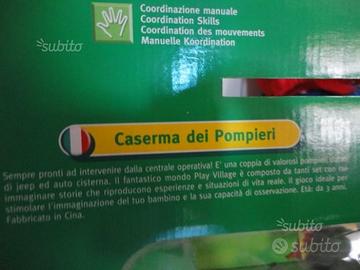 Coordinazione manuale
Coordination Skills
Coordination des mouvements
Manuelle Koordination
subito
Caserma dei Pompieri
Sempre pronti ad intervenire dalla centrale operativa! E' una coppia di valorosi pompieri
di jeep ed auto cisterna. Il fantastico mondo Play Village è composto da tanti set con
immaginare storie che riproducono esperienze e situazioni di vita reale. Il gioco ideale per
stimolare l'immaginazione del tuo bambino e la sua capacità di osservazione. Età: da 3 anni.
Fabbricato in Cina.
subito
subito